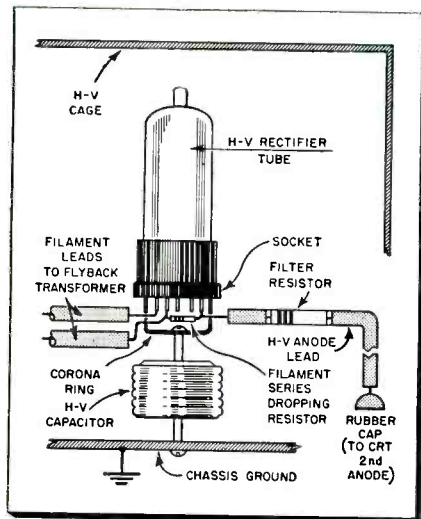 H-V
CAGE
H-V RECTIFIER
TUBE
FILAMENT
LEADS
TO FLYBACK
TRANSFORMER
SOCKET
FILTER
RESISTOR
H-V ANODE
LEAD
CORONA
RING
H-V
CAPACITOR
FILAMENT
SERIES
DROPPING
RESISTOR
RUBBER
CAP
(TO CRT
2nd
ANODE)
CHASSIS GROUND